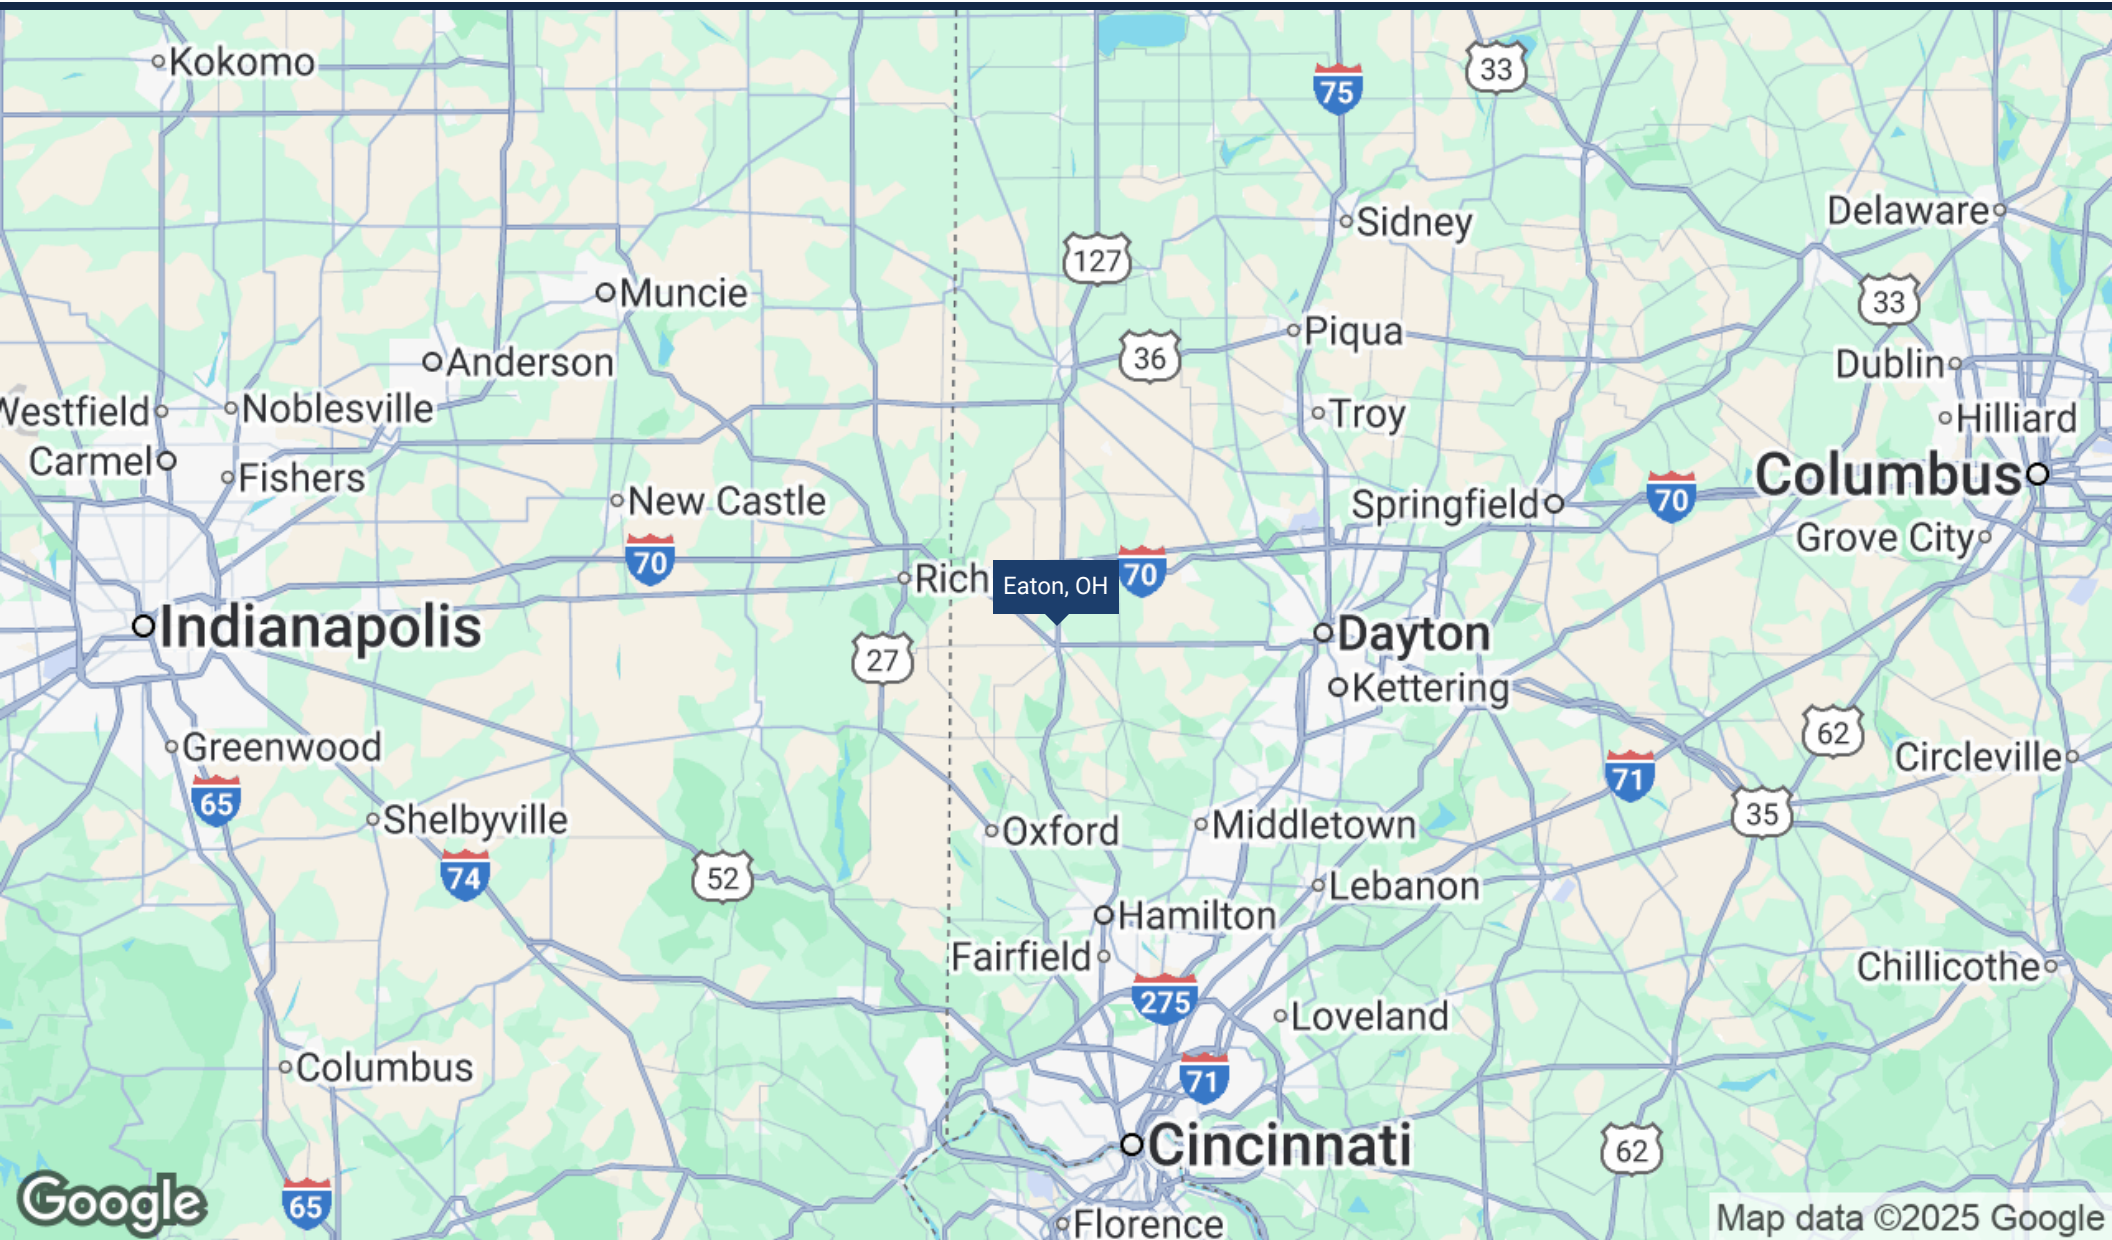 Kokomo
75
33
Sidney
Delaware
127
Muncie
33
Piqua
36
Anderson
Dublin
Westfield
Noblesville
Troy
Hilliard
Carmel
Fishers
Columbus
New Castle
Springfield
70
Grove City
70
Rich
Eaton, OH
70
Indianapolis
Dayton
27
Kettering
62
Greenwood
Circleville
71
65
Shelbyville
Oxford
Middletown
35
74
52
Lebanon
Hamilton
Fairfield
Chillicothe
275
Loveland
Columbus
71
Cincinnati
62
65
Google
Florence
Map data ©2025 Google